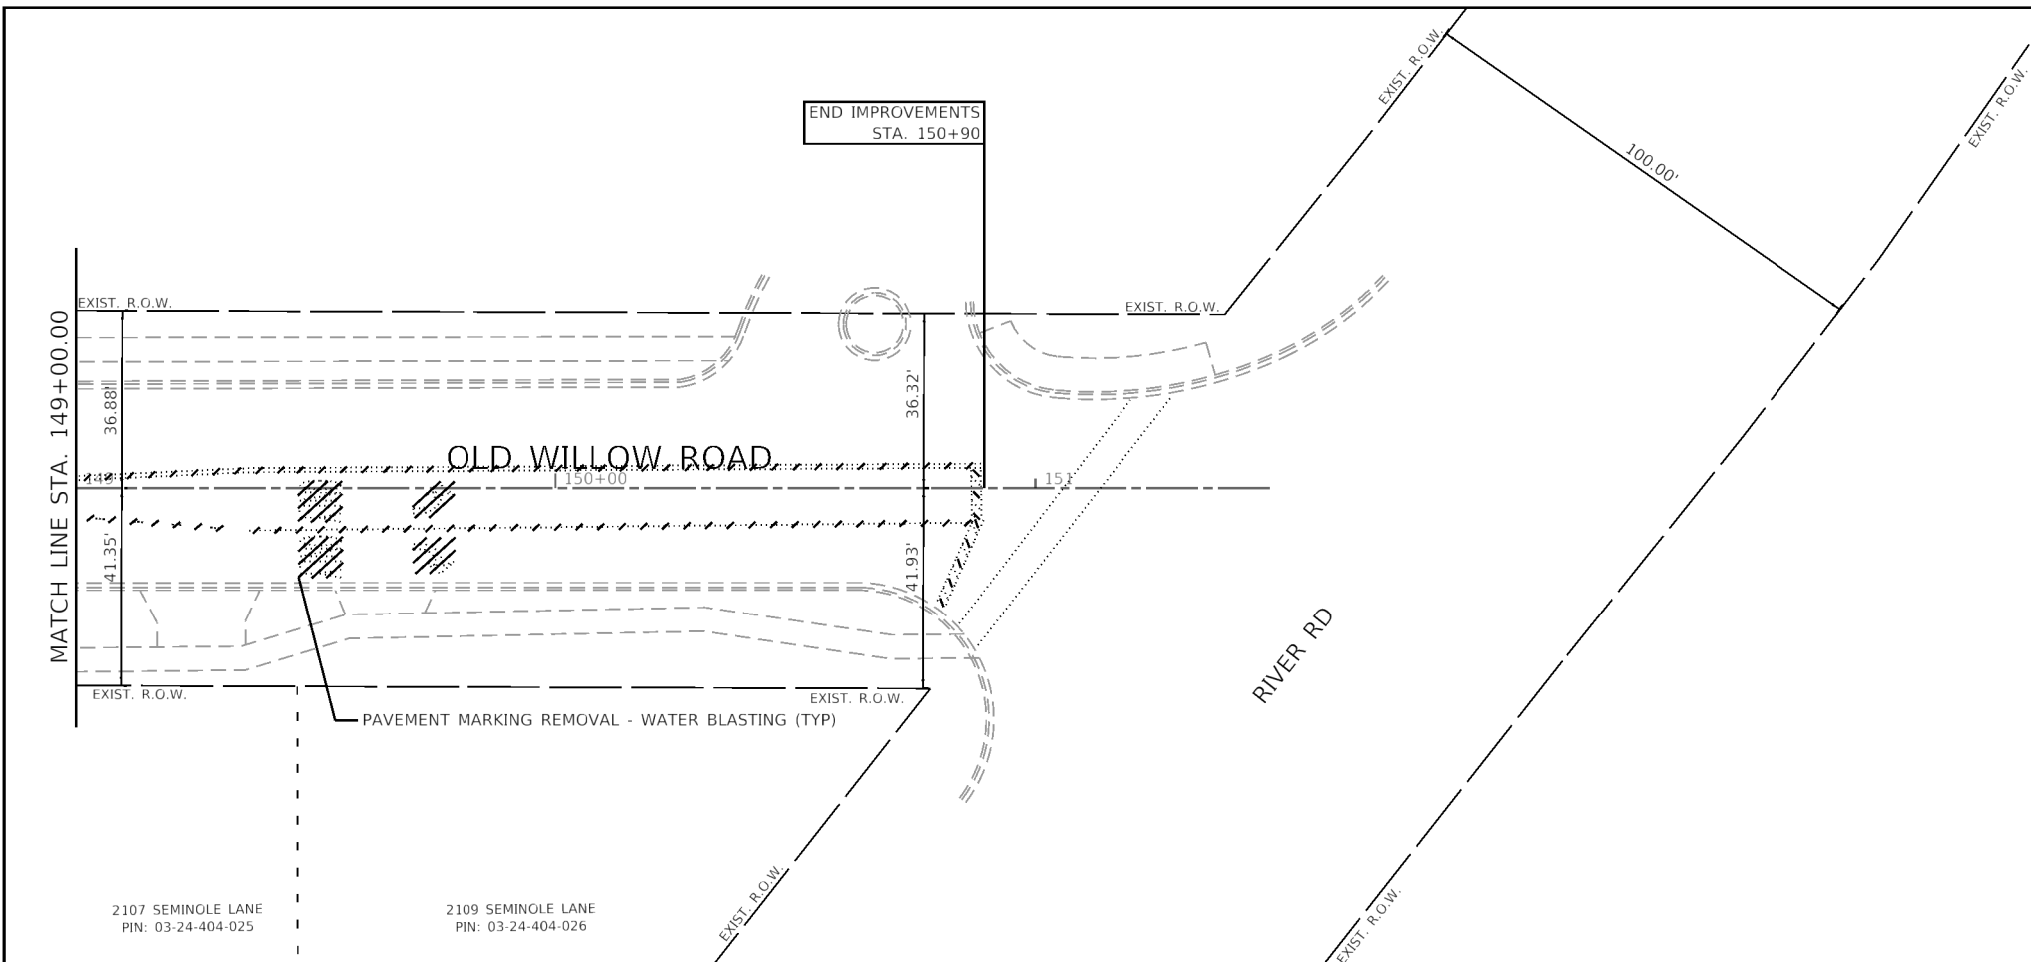 EXIST. R.O.W.
EXIST. R.O.W.
END IMPROVEMENTS
STA. 150+90
100.00'
EXIST. R.O.W.
EXIST. R.O.W.
MATCH LINE STA. 149+00.00
36.88'
36.32'
OLD WILLOW ROAD
149
150+00
151
41.35'
41.93'
RIVER RD
EXIST. R.O.W.
EXIST. R.O.W.
PAVEMENT MARKING REMOVAL - WATER BLASTING (TYP)
EXIST. R.O.W.
EXIST. R.O.W.
2107 SEMINOLE LANE
PIN: 03-24-404-025
2109 SEMINOLE LANE
PIN: 03-24-404-026